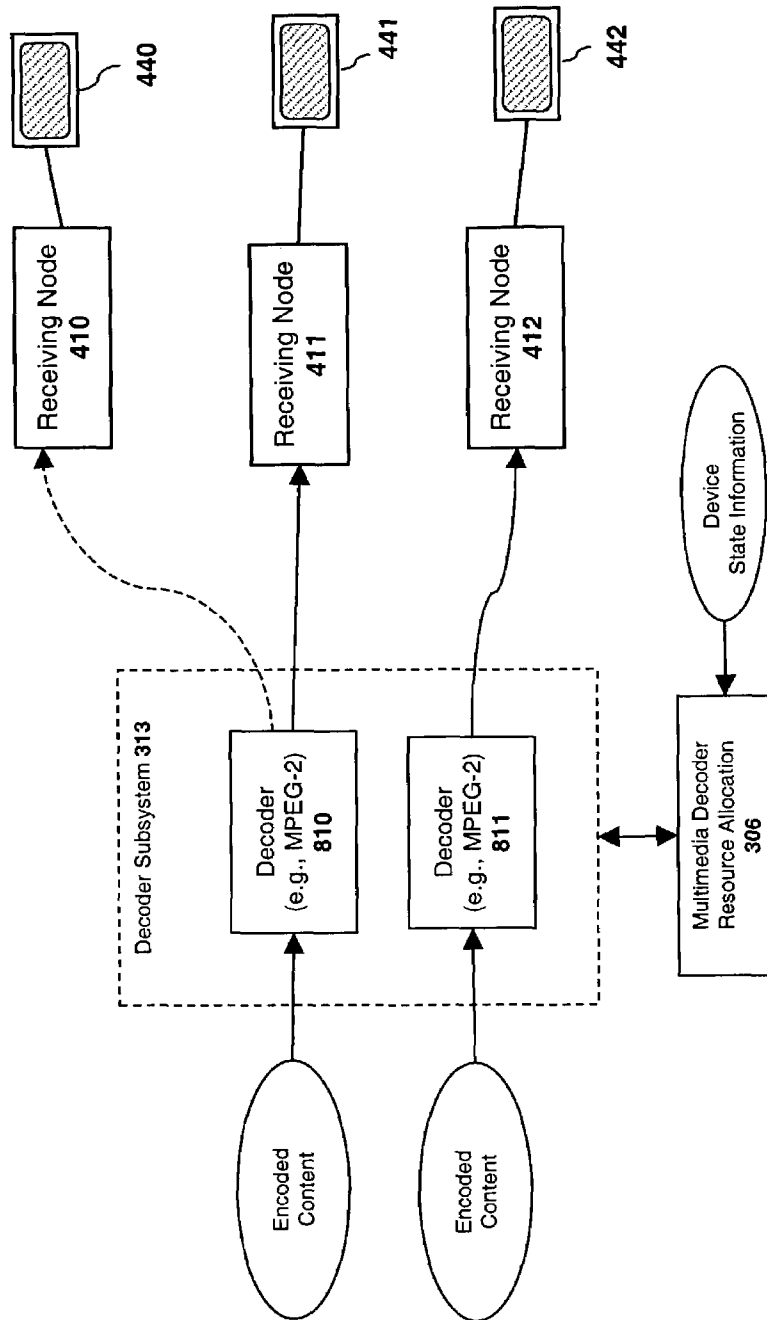 440
Receiving Node
410
441
Receiving Node
411
442
Receiving Node
412
Decoder Subsystem 313
Decoder
(e.g., MPEG-2)
810
Decoder
(e.g., MPEG-2)
811
Device
State Information
Multimedia Decoder
Resource Allocation
306
Encoded
Content
Encoded
Content